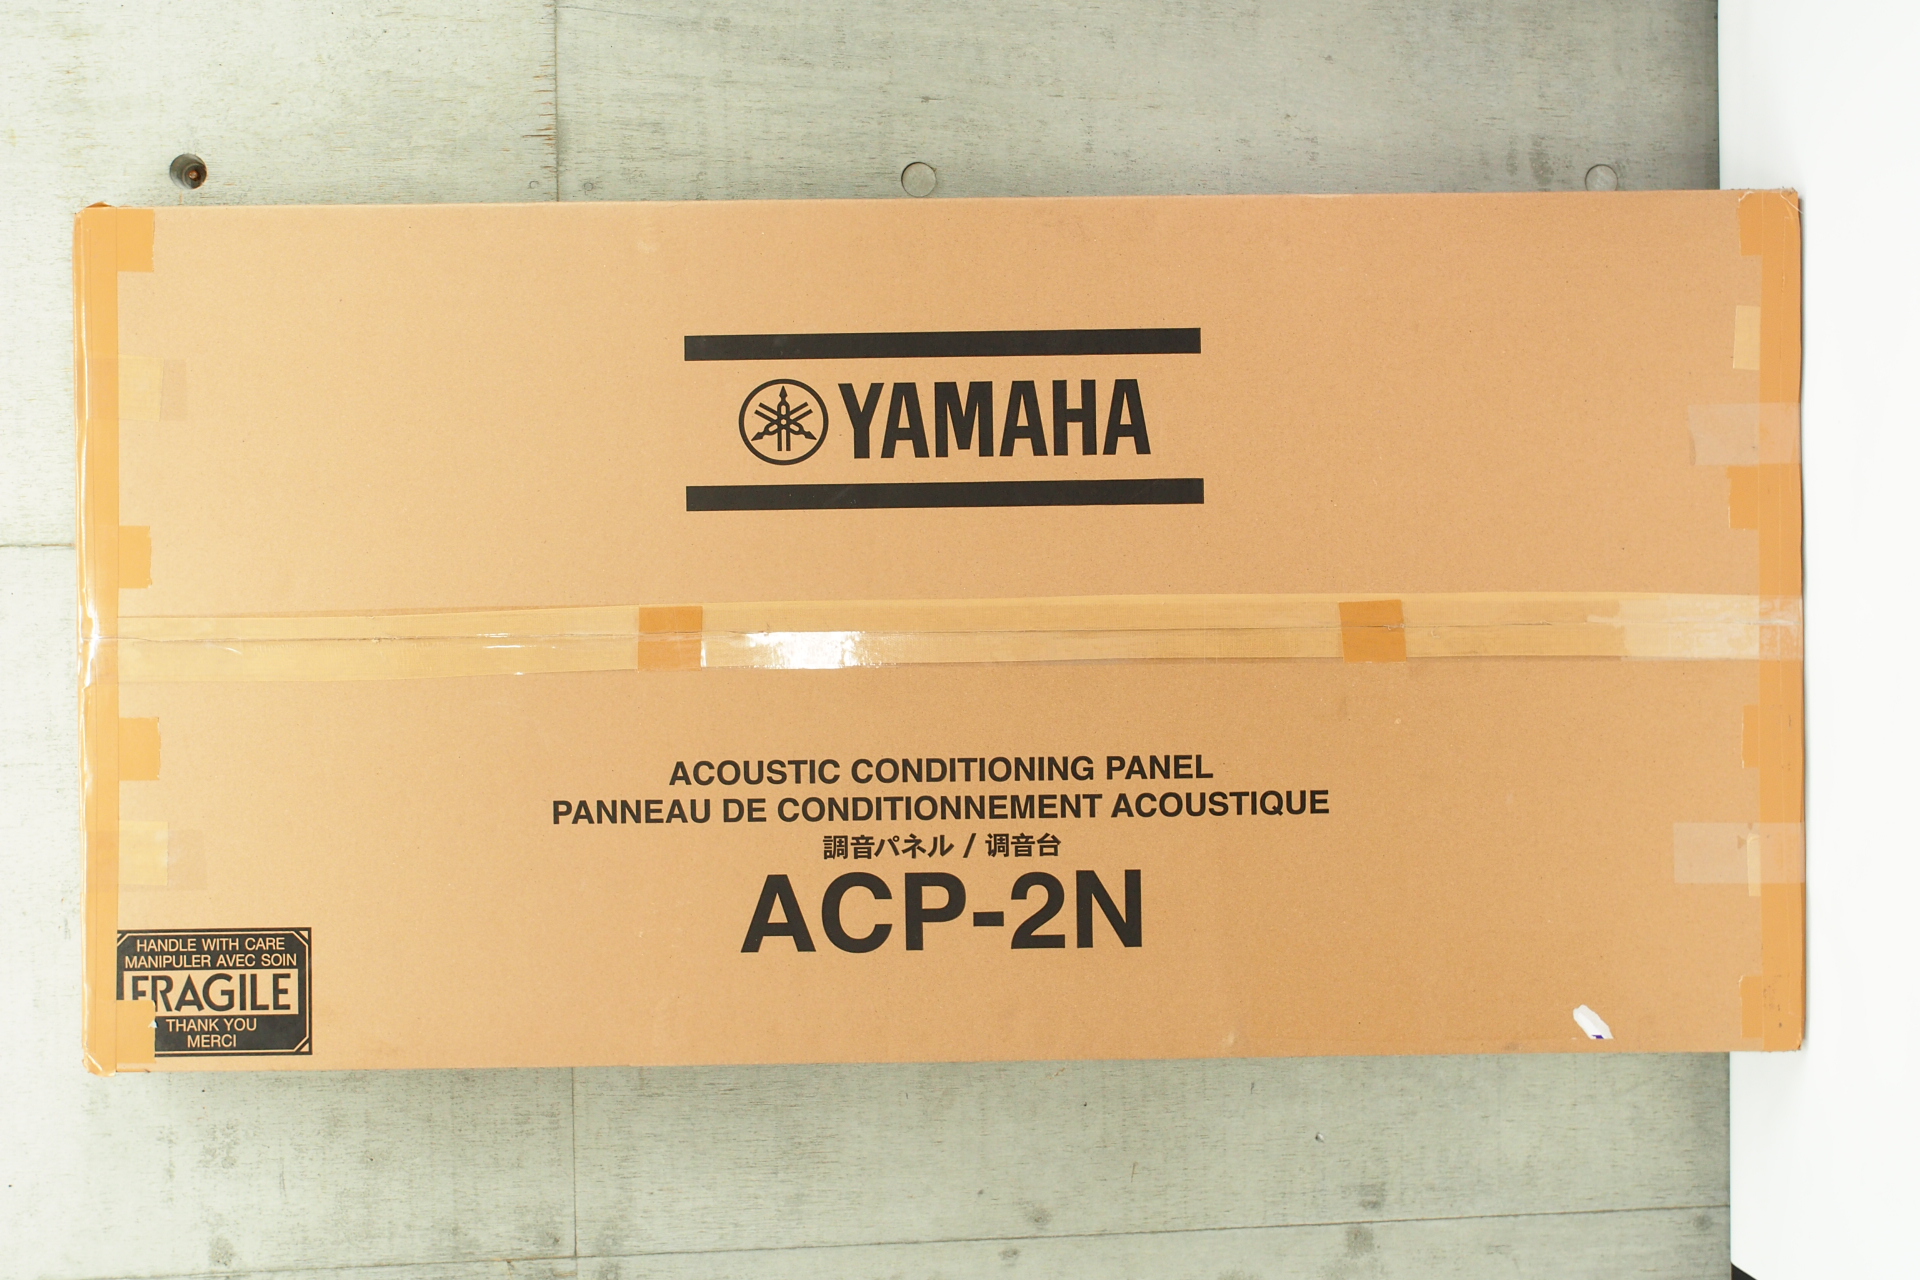 YAMAHA
ACOUSTIC CONDITIONING PANEL
PANNEAU DE CONDITIONNEMENT ACOUSTIQUE
調音パネル / 调音台
ACP-2N
HANDLE WITH CARE
MANIPULER AVEC SOIN
FRAGILE
THANK YOU
MERCI